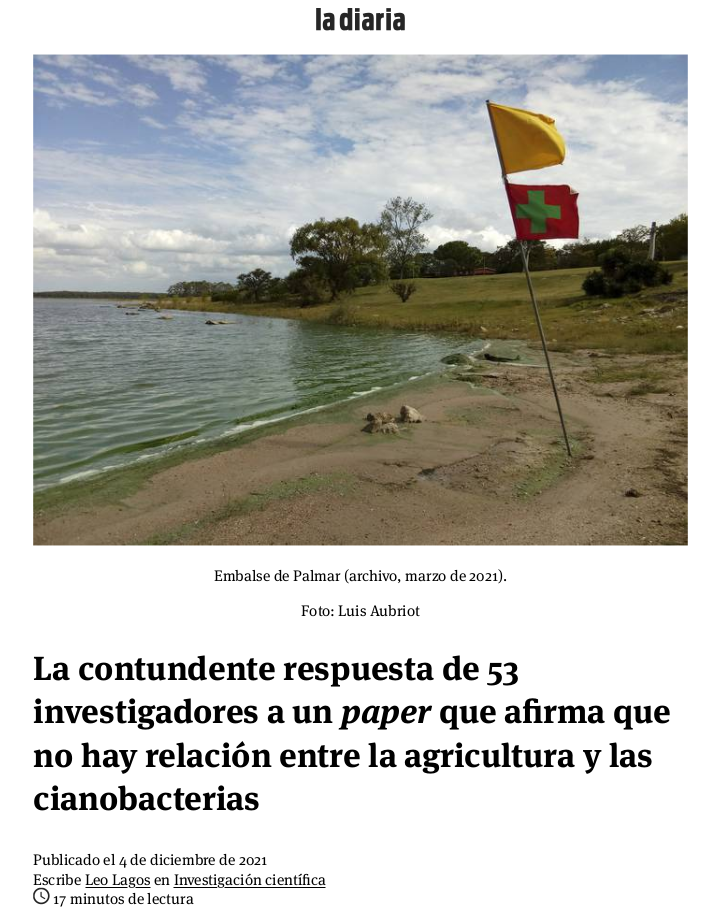 la diaria
Embalse de Palmar (archivo, marzo de 2021).
Foto: Luis Aubriot
La contundente respuesta de 53
investigadores a un paper que afirma que
no hay relación entre la agricultura y las
cianobacterias
Publicado el 4 de diciembre de 2021
Escribe Leo Lagos en Investigación científica
17 minutos de lectura